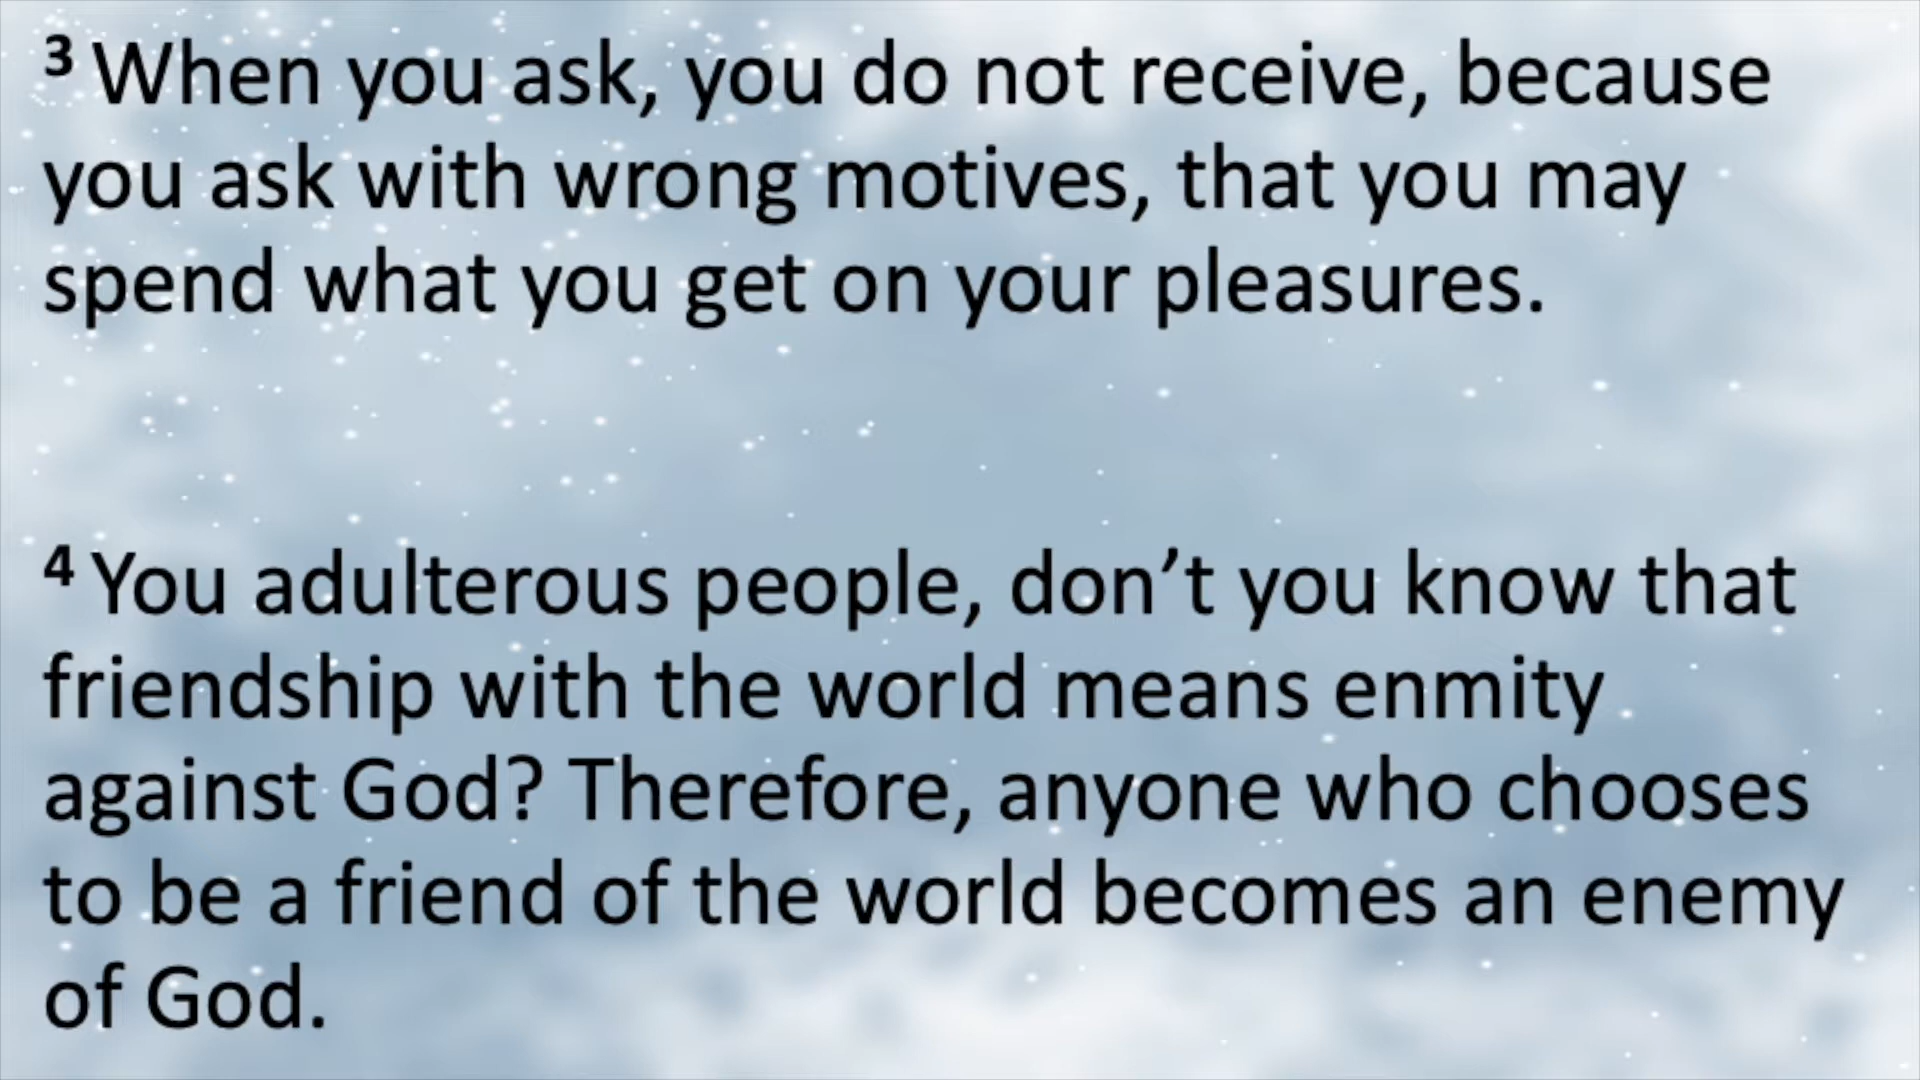 3 When you ask, you do not receive, because
you ask with wrong motives, that you may
spend what you get on your pleasures.
4 You adulterous people, don’t you know that
friendship with the world means enmity
against God? Therefore, anyone who chooses
to be a friend of the world becomes an enemy
of God.